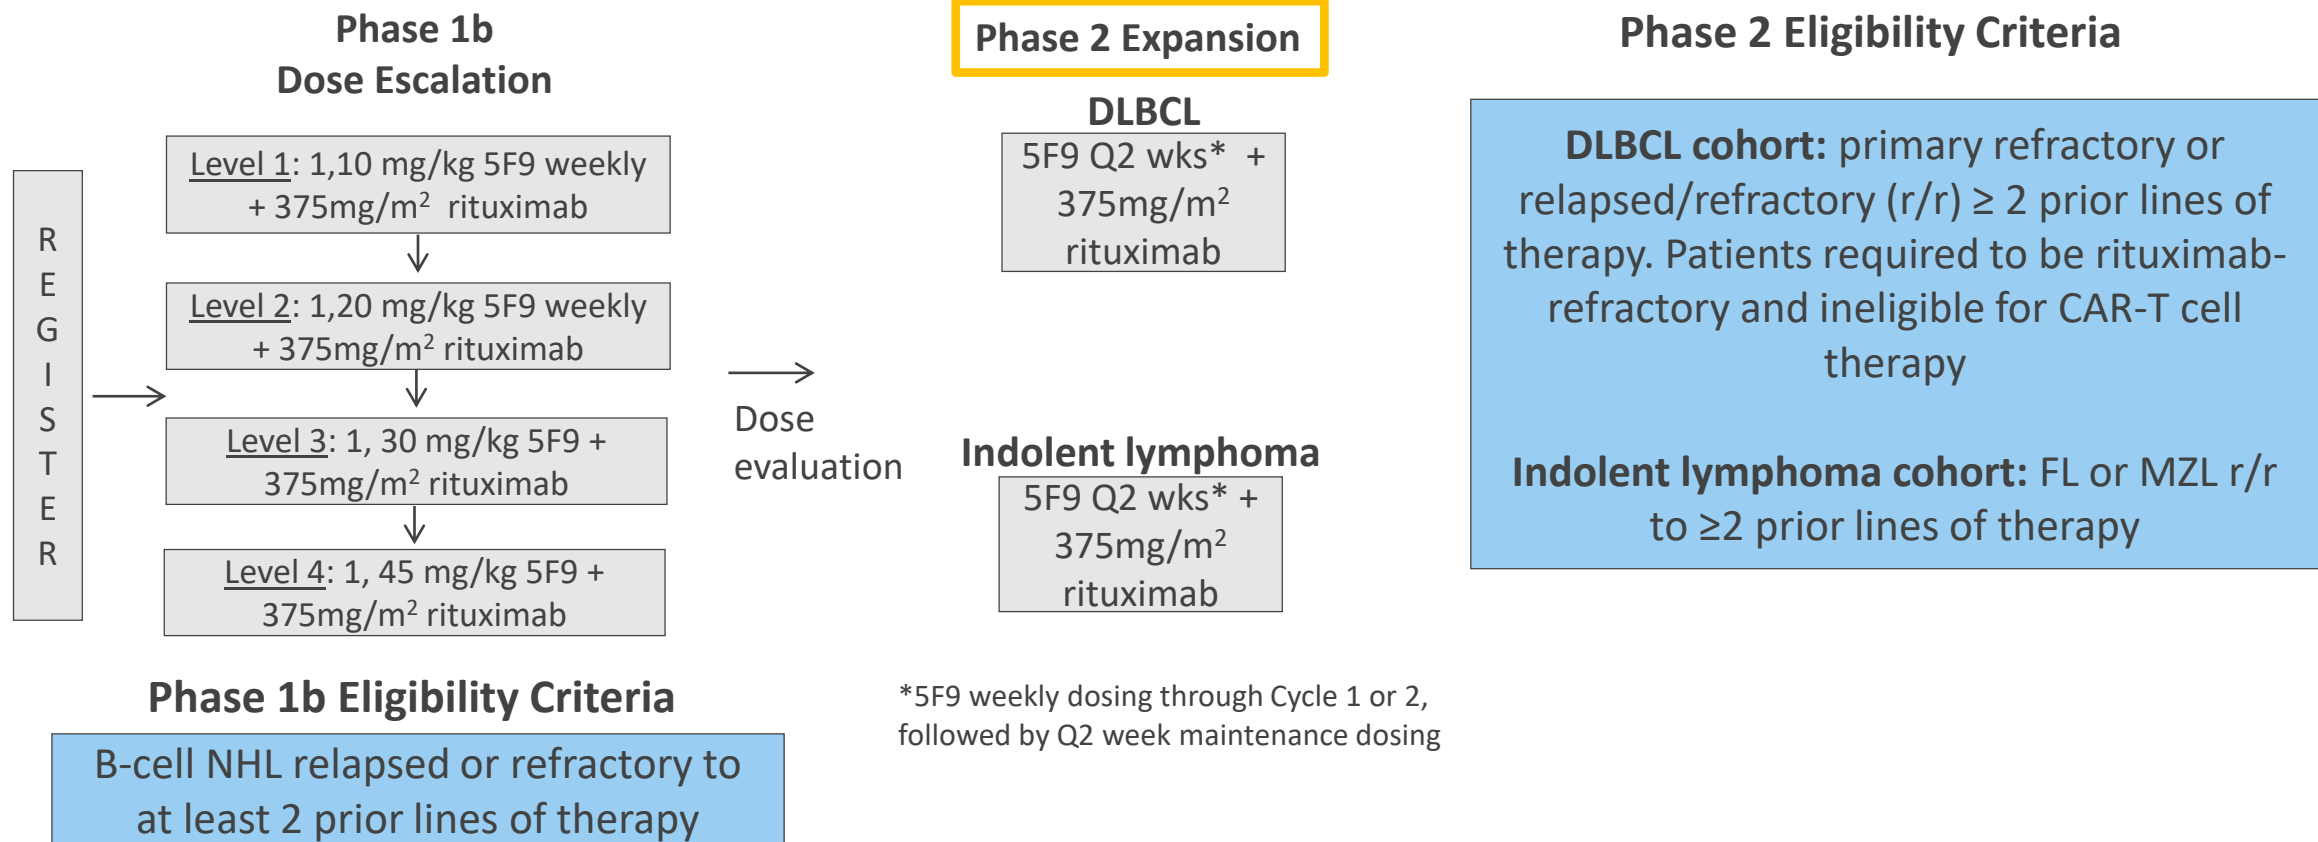 Phase 1b
Dose Escalation
R
E
G
I
S
T
E
R
Level 1: 1,10 mg/kg 5F9 weekly
+ 375mg/m² rituximab
Level 2: 1,20 mg/kg 5F9 weekly
+ 375mg/m² rituximab
Level 3: 1, 30 mg/kg 5F9 +
375mg/m² rituximab
Level 4: 1, 45 mg/kg 5F9 +
375mg/m² rituximab
Phase 1b Eligibility Criteria
B-cell NHL relapsed or refractory to
at least 2 prior lines of therapy
Dose
evaluation
Phase 2 Expansion
DLBCL
5F9 Q2 wks* +
375mg/m²
rituximab
Indolent lymphoma
5F9 Q2 wks* +
375mg/m²
rituximab
*5F9 weekly dosing through Cycle 1 or 2,
followed by Q2 week maintenance dosing
Phase 2 Eligibility Criteria
DLBCL cohort: primary refractory or
relapsed/refractory (r/r) ≥ 2 prior lines of
therapy. Patients required to be rituximab-
refractory and ineligible for CAR-T cell
therapy
Indolent lymphoma cohort: FL or MZL r/r
to ≥2 prior lines of therapy